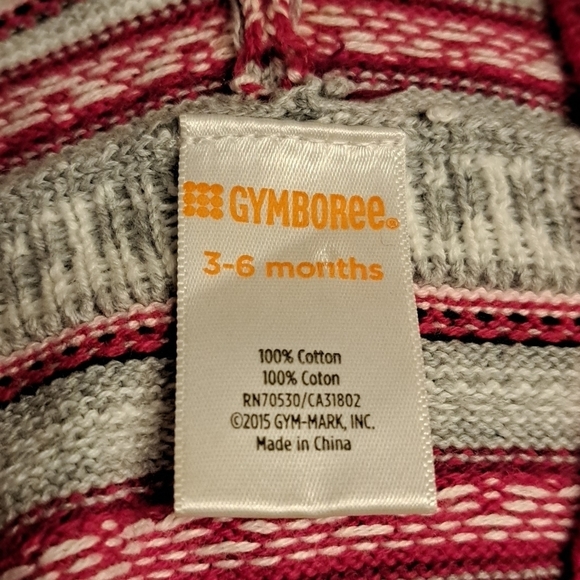 GYMBOREE®
3-6 months
100% Cotton
100% Coton
RN70530/CA31802
©2015 GYM-MARK, INC.
Made in China